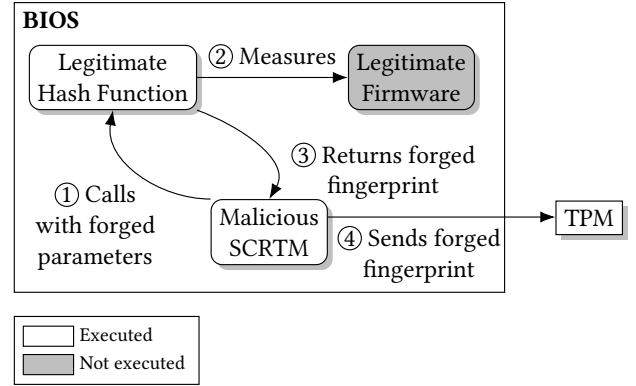 BIOS
Legitimate
Hash Function
② Measures
Legitimate
Firmware
③ Returns forged
fingerprint
① Calls
with forged
parameters
Malicious
SCRTM
④ Sends forged
fingerprint
TPM
Executed
Not executed